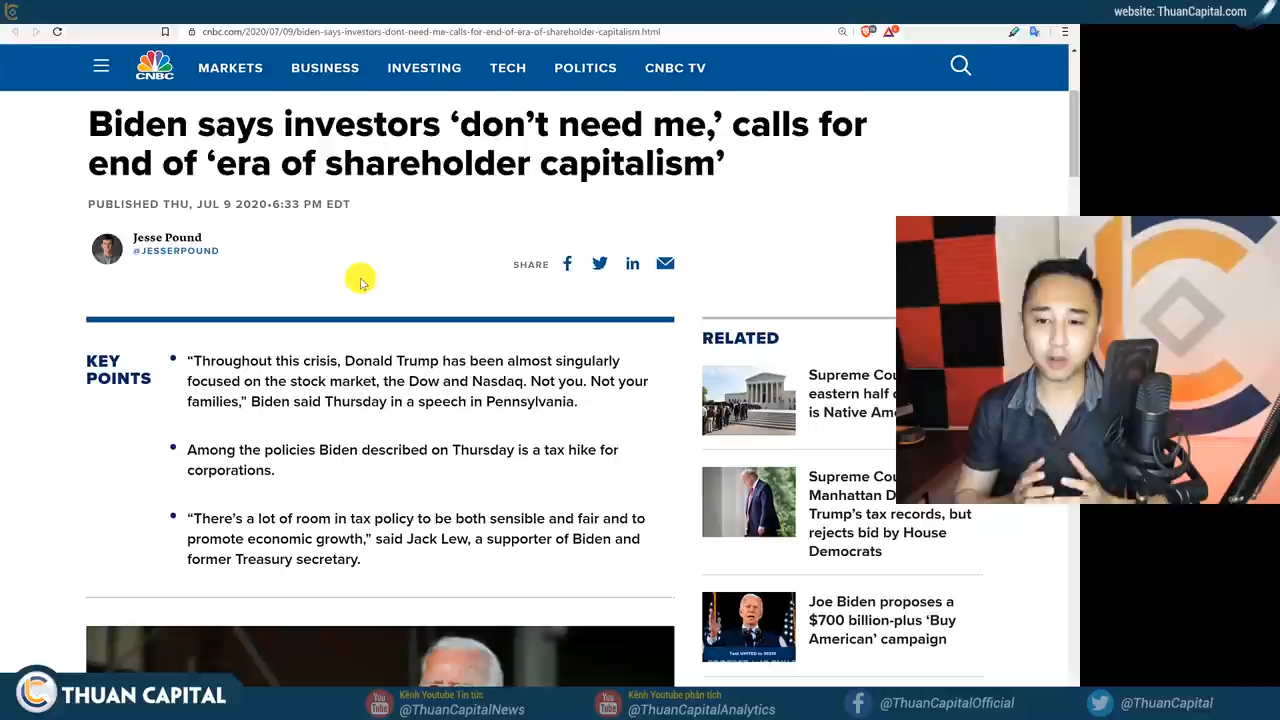 website: ThuanCapital.com
cnbc.com/2020/07/09/biden-says-investors-dont-need-me-calls-for-end-of-era-of-shareholder-capitalism.html
CNBC
MARKETS BUSINESS INVESTING TECH POLITICS CNBC TV
Biden says investors ‘don’t need me,’ calls for
end of ‘era of shareholder capitalism’
PUBLISHED THU, JUL 9 2020•6:33 PM EDT
Jesse Pound
@JESSERPOUND
SHARE
KEY
POINTS
“Throughout this crisis, Donald Trump has been almost singularly
focused on the stock market, the Dow and Nasdaq. Not you. Not your
families,” Biden said Thursday in a speech in Pennsylvania.
Among the policies Biden described on Thursday is a tax hike for
corporations.
“There’s a lot of room in tax policy to be both sensible and fair and to
promote economic growth,” said Jack Lew, a supporter of Biden and
former Treasury secretary.
RELATED
Supreme Cou
eastern half
is Native Am
Supreme Cou
Manhattan D
Trump’s tax records, but
rejects bid by House
Democrats
Joe Biden proposes a
$700 billion-plus ‘Buy
American’ campaign
THUAN CAPITAL
You
Tube
Kênh Youtube Tin tức
@ThuanCapitalNews
You
Tube
Kênh Youtube phân tích
@ThuanCapitalAnalytics
@ThuanCapitalOfficial
@ThuanCapital